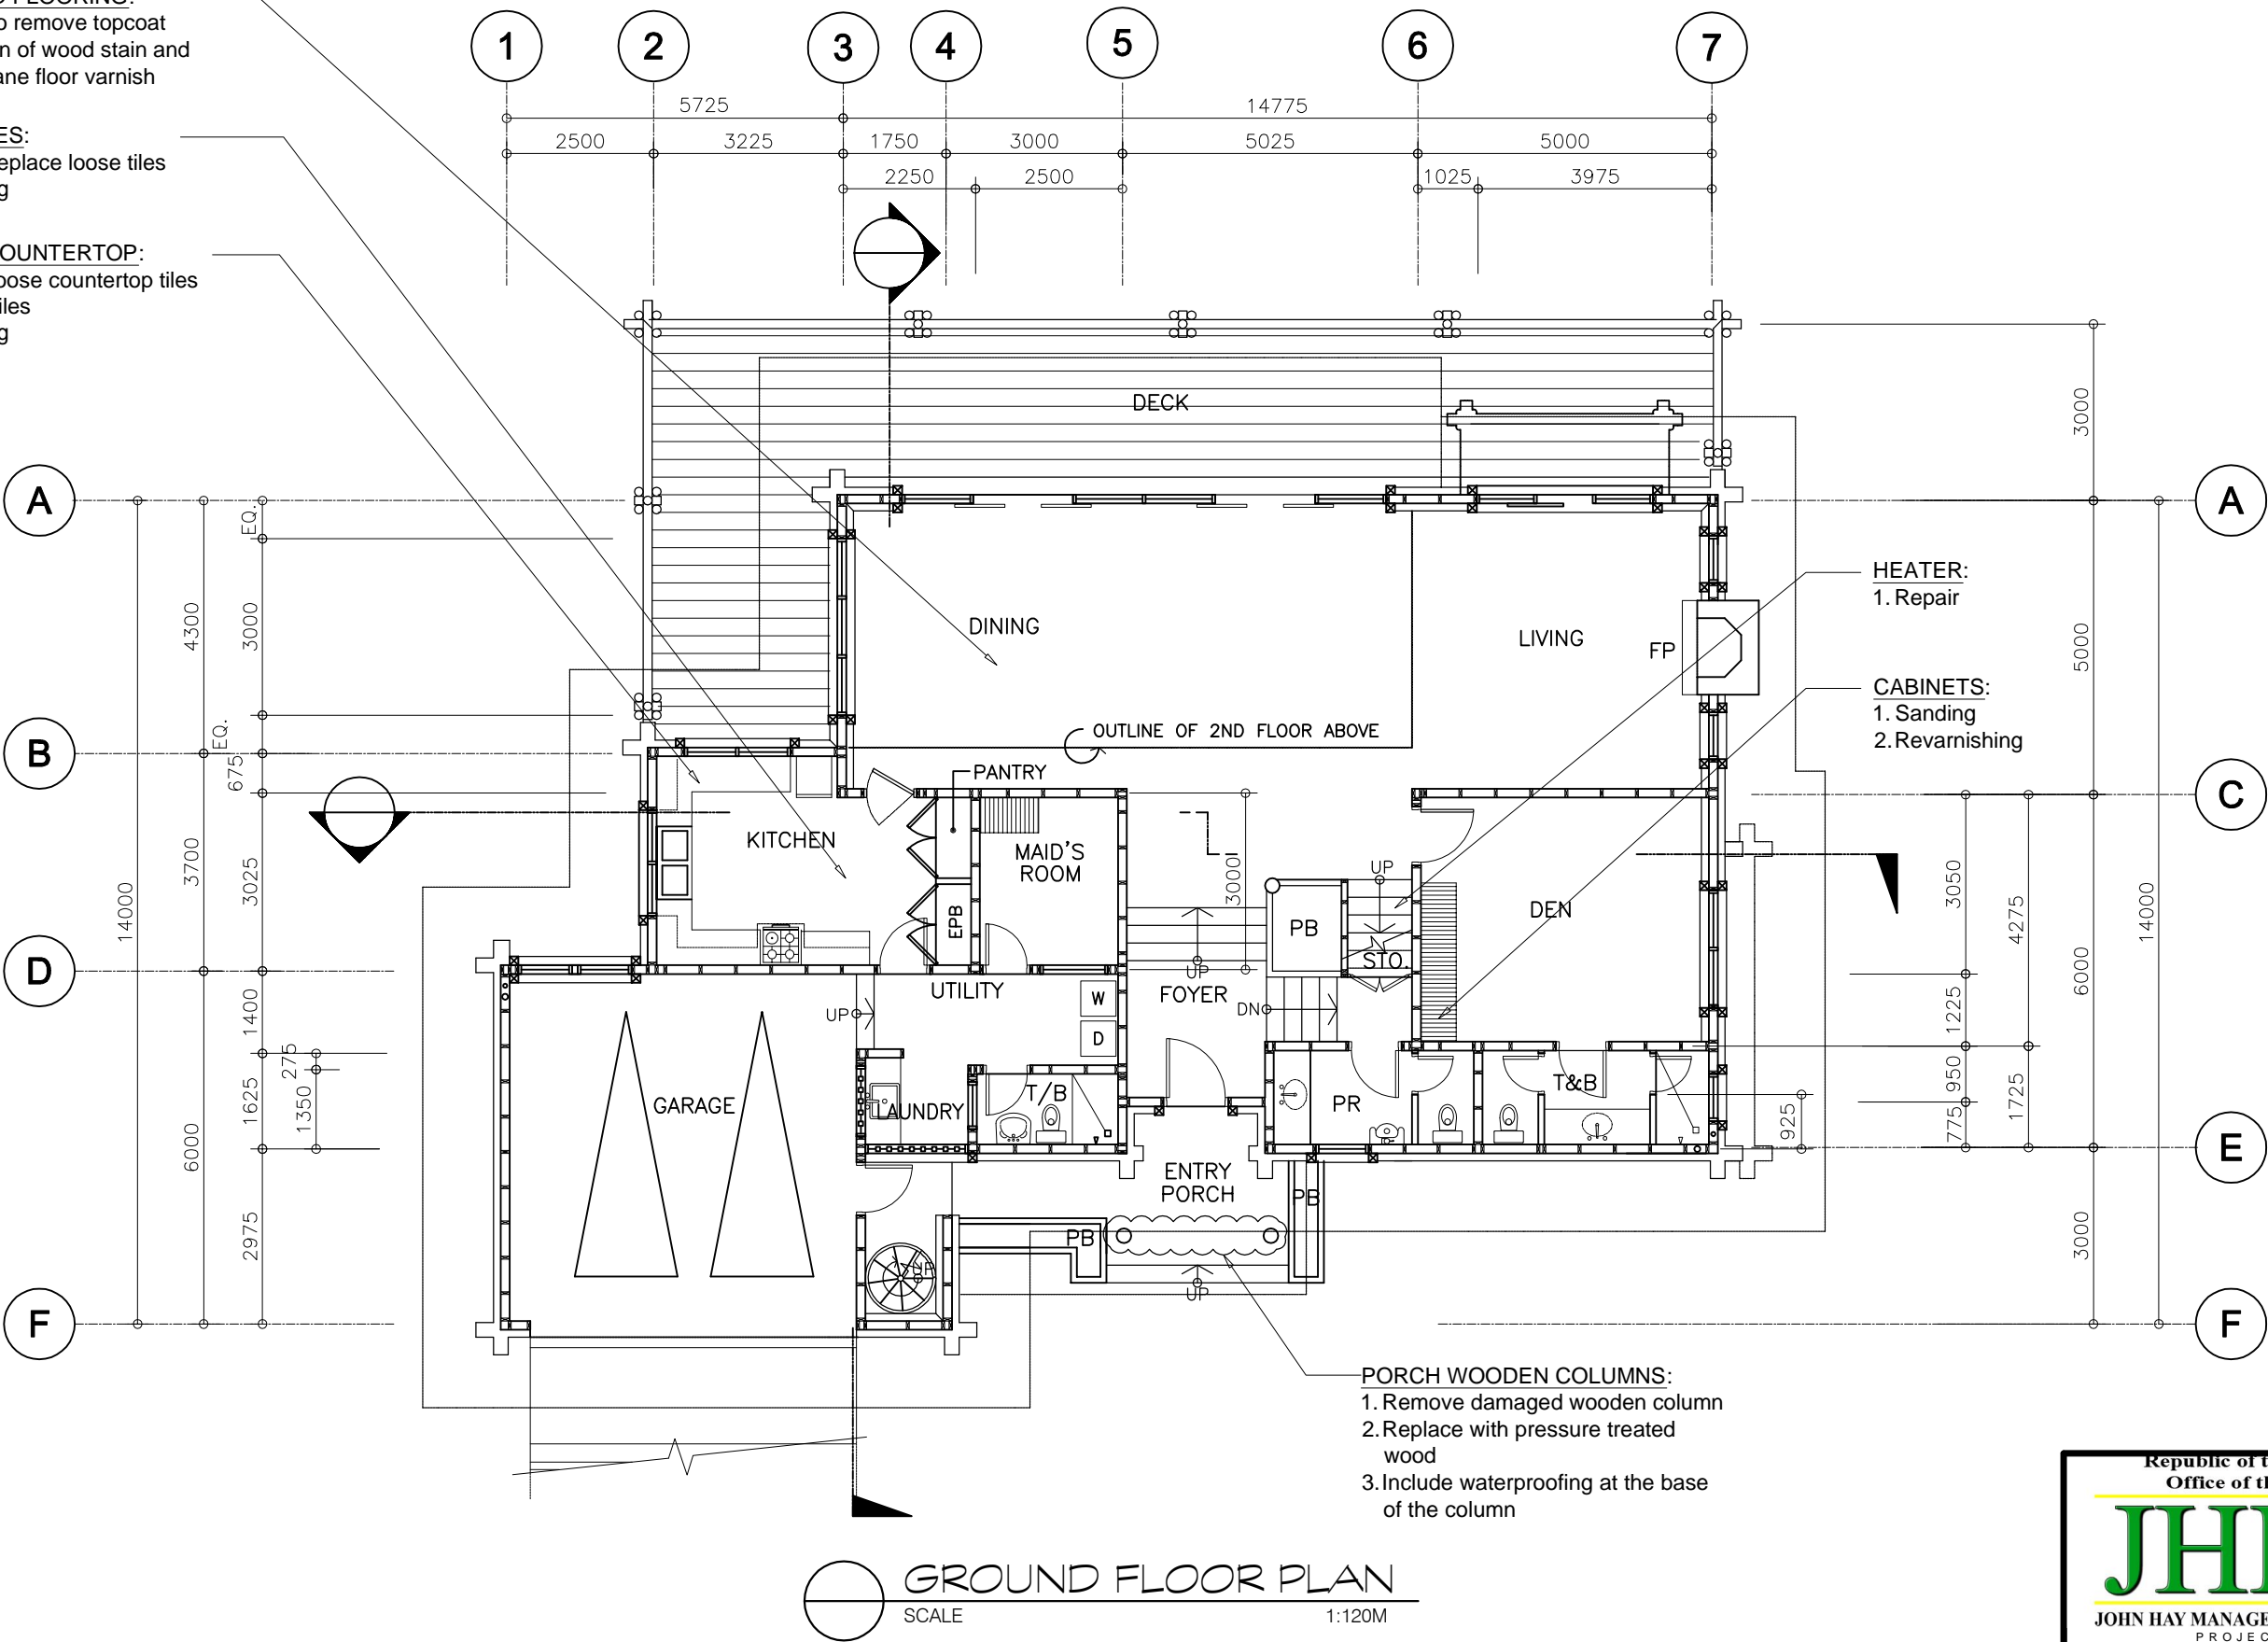 o remove topcoat
n of wood stain and
ane floor varnish
ES:
eplace loose tiles
g
OUNTERTOP:
oose countertop tiles
iles
g
1 2 3 4 5 6 7
5725 14775
2500 3225 1750 3000 5025 5000
2250 2500 1025 3975
DECK
A A
EQ.
3000
4300
3000
5000
HEATER:
1. Repair
DINING
LIVING
FP
CABINETS:
1. Sanding
2. Revarnishing
OUTLINE OF 2ND FLOOR ABOVE
B
EQ.
675
PANTRY
C
KITCHEN
MAID'S
ROOM
3000
UP
EPB
PB
STO.
DEN
14000
3700
3025
3050
4275
14000
D
UTILITY
W
D
UP
FOYER
UP
DN
1400
275
1625
1350
6000
1225
6000
950
775
1725
925
GARAGE
LAUNDRY
T/B
PR
T&B
E
ENTRY
PORCH
PB
PB
UP
UP
2975
3000
F F
PORCH WOODEN COLUMNS:
1. Remove damaged wooden column
2. Replace with pressure treated
wood
3. Include waterproofing at the base
of the column
GROUND FLOOR PLAN
SCALE 1:120M
Republic of t
Office of th
JH
JOHN HAY MANAGE
PROJEC